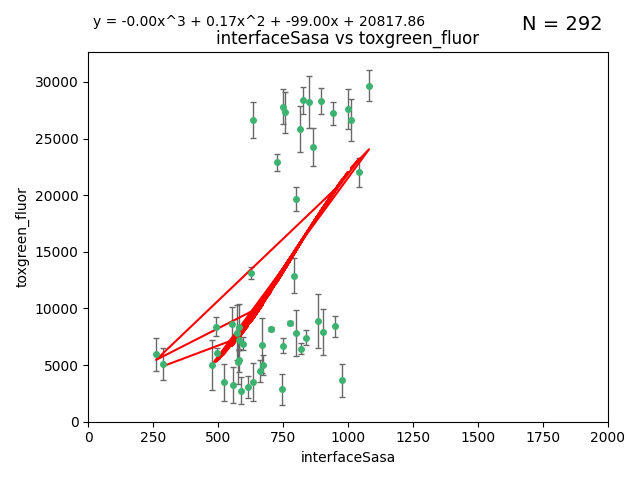 y = -0.00x^3 + 0.17x^2 + -99.00x + 20817.86
N = 292
interfaceSasa vs toxgreen_fluor
30000
25000
20000
15000
10000
5000
0
toxgreen_fluor
0 250 500 750 1000 1250 1500 1750 2000
interfaceSasa